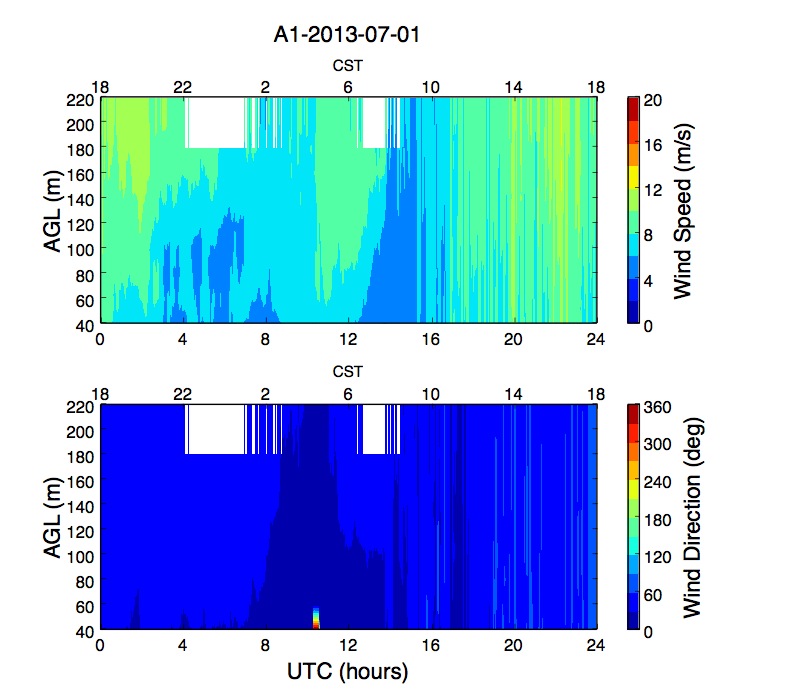 A1-2013-07-01
CST
18 22 2 6 10 14 18
220
200
180
160
140
120
100
80
60
40
AGL (m)
0 4 8 12 16 20 24
20
16
12
8
4
0
Wind Speed (m/s)
CST
18 22 2 6 10 14 18
220
200
180
160
140
120
100
80
60
40
AGL (m)
0 4 8 12 16 20 24
UTC (hours)
360
300
240
180
120
60
0
Wind Direction (deg)